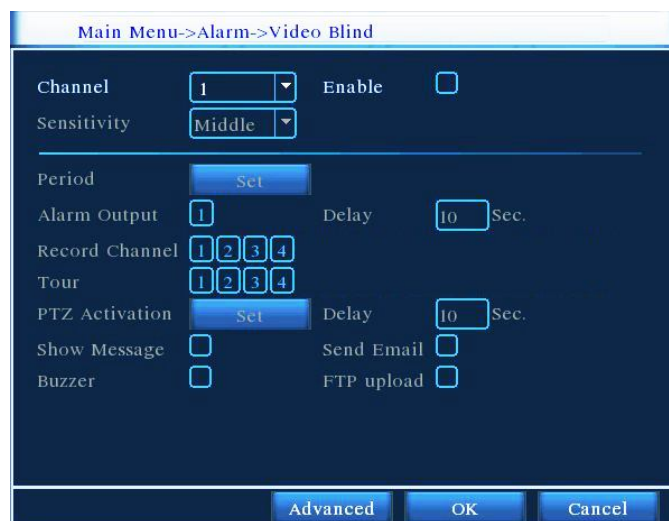 Main Menu->Alarm->Video Blind
Channel 1 Enable
Sensitivity Middle
Period Set
Alarm Output 1 Delay 10 Sec.
Record Channel 1 2 3 4
Tour 1 2 3 4
PTZ Activation Set Delay 10 Sec.
Show Message Send Email
Buzzer FTP upload
Advanced OK Cancel